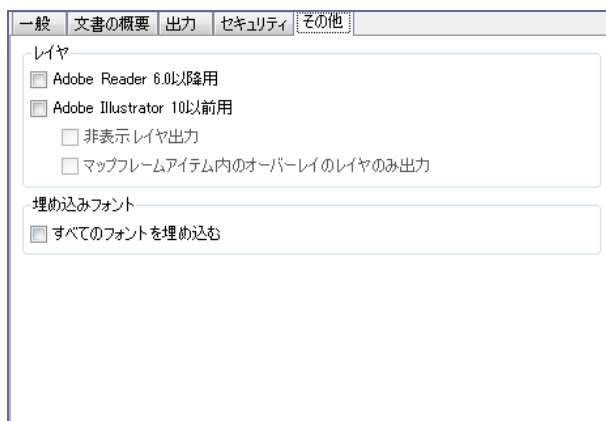 一般 文書の概要 出力 セキュリティ その他
レイヤ
Adobe Reader 6.0以降用
Adobe Illustrator 10以前用
非表示レイヤ出力
マップフレームアイテム内のオーバーレイのレイヤのみ出力
埋め込みフォント
すべてのフォントを埋め込む